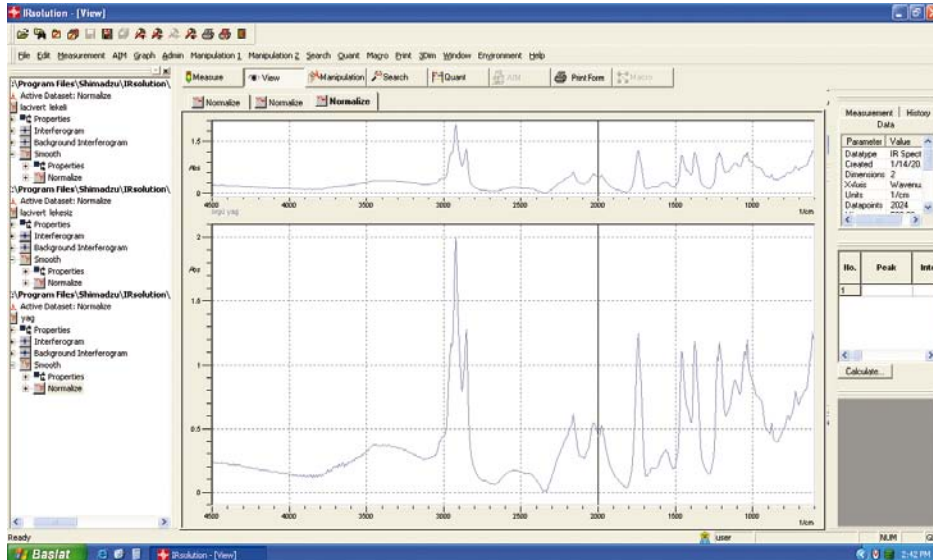 IRsolution - [View]
File Edit Measurement AIM Graph Admin Manipulation 1 Manipulation 2 Search Quant Macro Print 3Dim Window Environment Help
Measure View Manipulation Search Quant AIM Print Form Macro
Normalize Normalize Normalize
:\Program Files\Shimadzu\IRsolution\
Active Dataset: Normalize
lacivert lekeli
Properties
Interferogram
Background Interferogram
Smooth
Properties
Normalize
:\Program Files\Shimadzu\IRsolution\
Active Dataset: Normalize
lacivert lekesiz
Properties
Interferogram
Background Interferogram
Smooth
Properties
Normalize
:\Program Files\Shimadzu\IRsolution\
Active Dataset: Normalize
yag
Properties
Interferogram
Background Interferogram
Smooth
Properties
Normalize
1.5
Abs
1
0
4500 4000 3500 3000 2500 2000 1500 1000
1/cm
yag
2
Abs
1.5
1
0.5
0
4500 4000 3500 3000 2500 2000 1500 1000
1/cm
Measurement History
Data
Parameter Value
Datatype IR Spect
Created 1/14/20
Dimensions 2
X-Axis Wavenu
Units 1/cm
Datapoints 2024
No. Peak Inte
1
Calculate...
Ready user NUM
Başlat IRsolution - [View] 2:42 PM